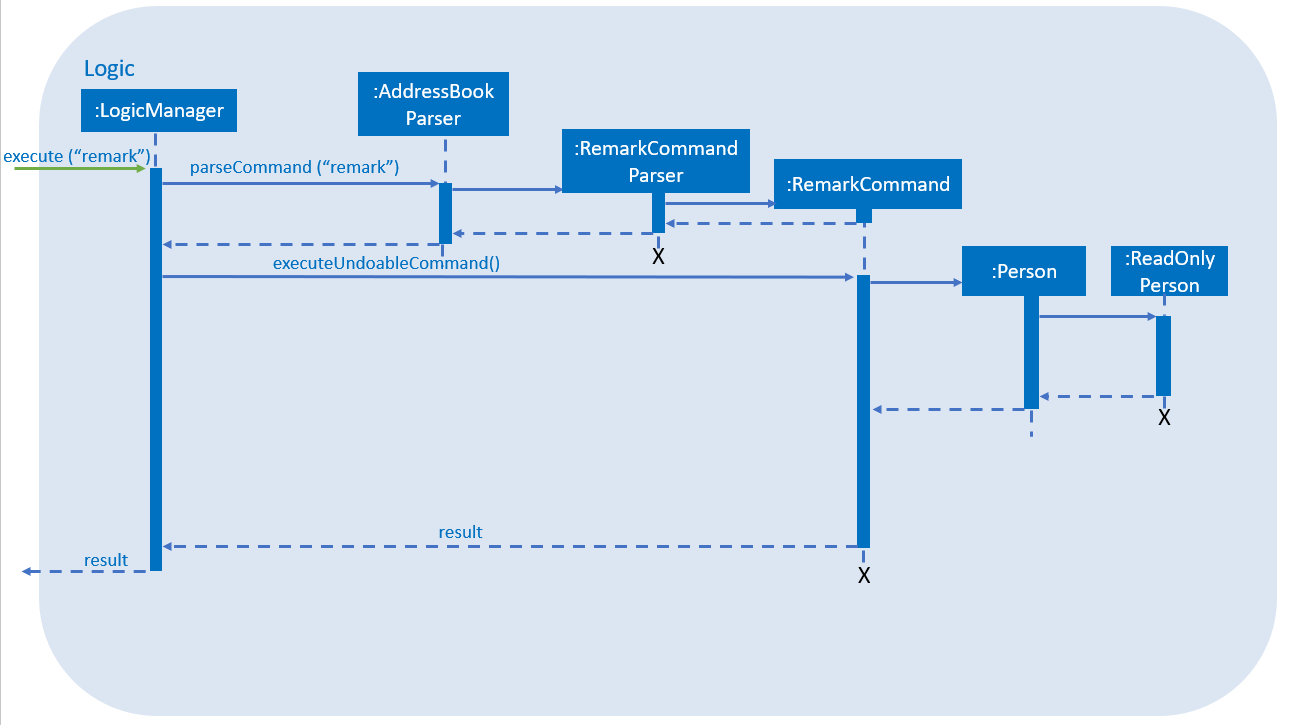 Logic
:LogicManager
:AddressBook
Parser
:RemarkCommand
Parser
:RemarkCommand
execute (“remark”)
parseCommand (“remark”)
X
executeUndoableCommand()
:Person
:ReadOnly
Person
X
result
result
X